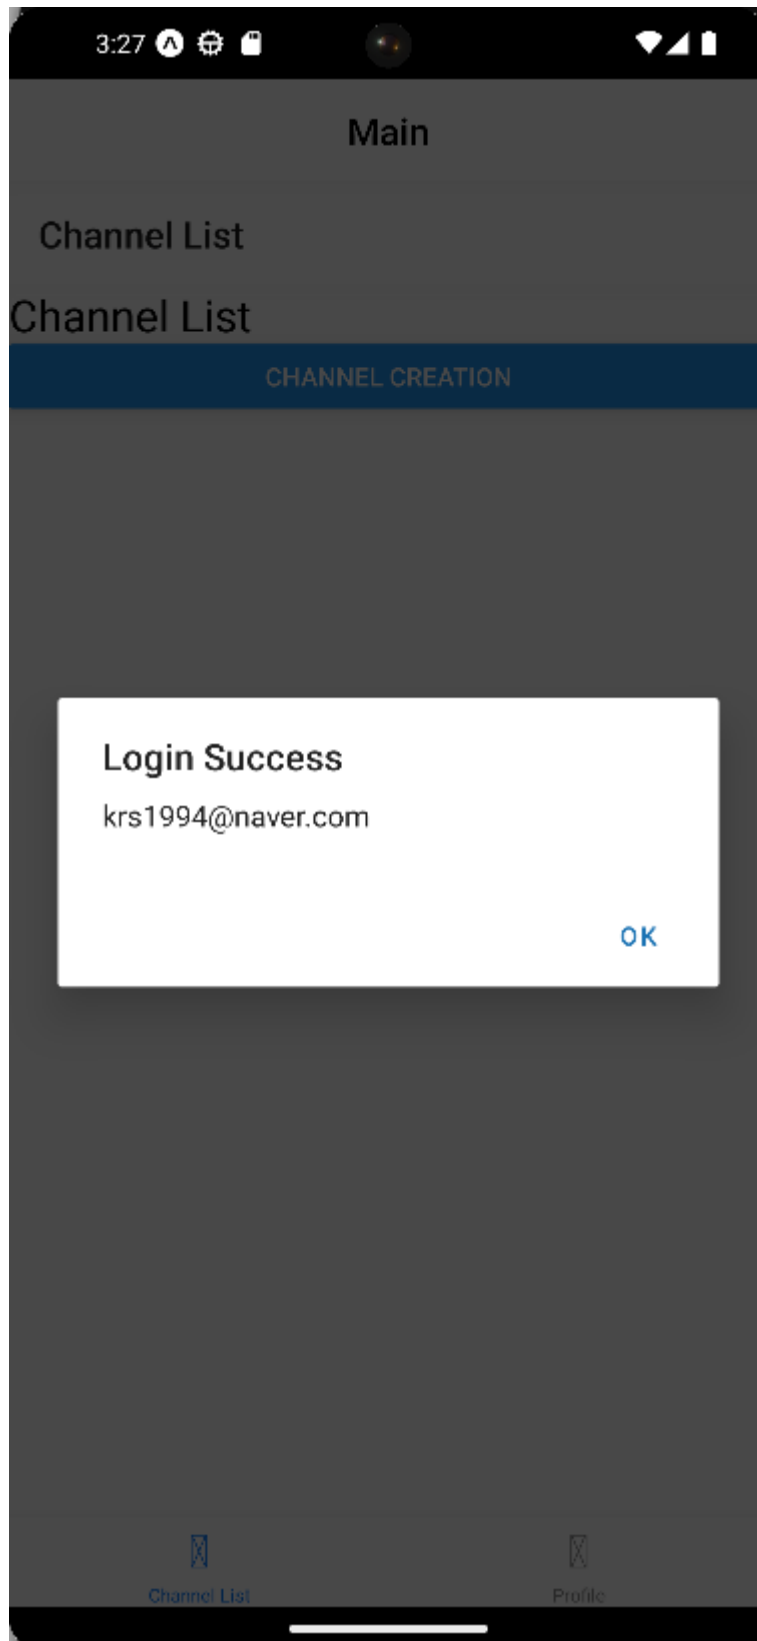 3:27
Main
Channel List
Channel List
CHANNEL CREATION
Login Success
krs1994@naver.com
OK
Channel List
Profile